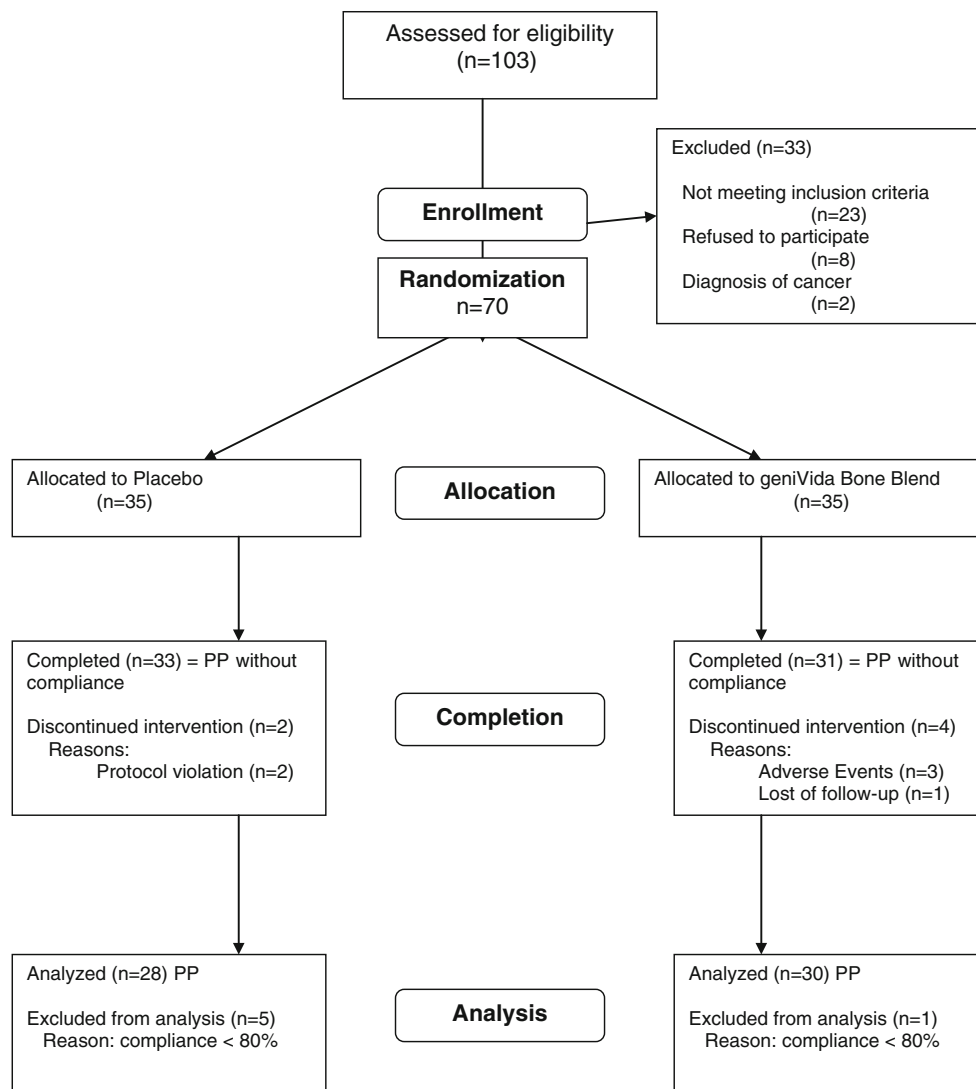 Assessed for eligibility
(n=103)
Excluded (n=33)
Not meeting inclusion criteria
(n=23)
Refused to participate
(n=8)
Diagnosis of cancer
(n=2)
Enrollment
Randomization
n=70
Allocated to Placebo
(n=35)
Allocation
Allocated to geniVida Bone Blend
(n=35)
Completed (n=33) = PP without
compliance
Discontinued intervention (n=2)
Reasons:
Protocol violation (n=2)
Completion
Completed (n=31) = PP without
compliance
Discontinued intervention (n=4)
Reasons:
Adverse Events (n=3)
Lost of follow-up (n=1)
Analyzed (n=28) PP
Excluded from analysis (n=5)
Reason: compliance < 80%
Analysis
Analyzed (n=30) PP
Excluded from analysis (n=1)
Reason: compliance < 80%